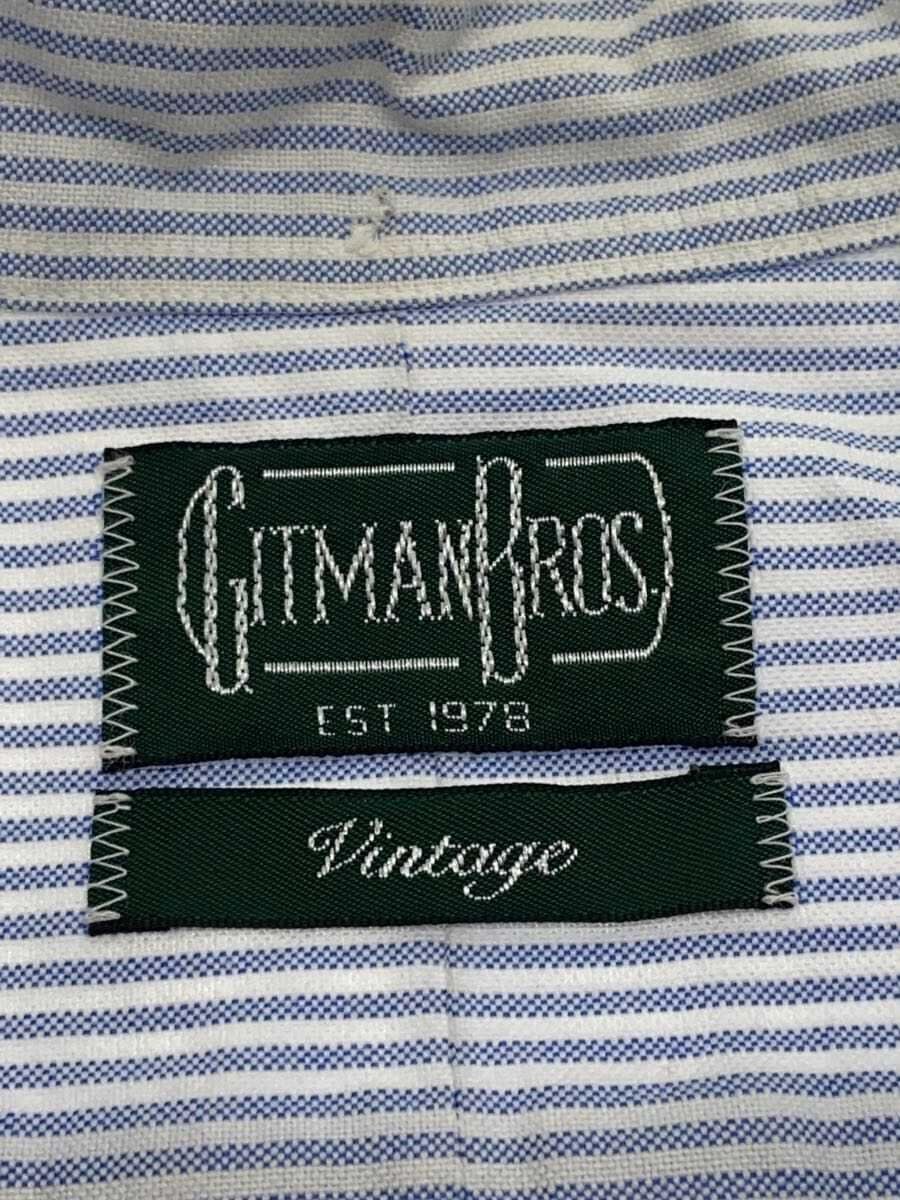 GITMAN BROS.
EST 1978
Vintage